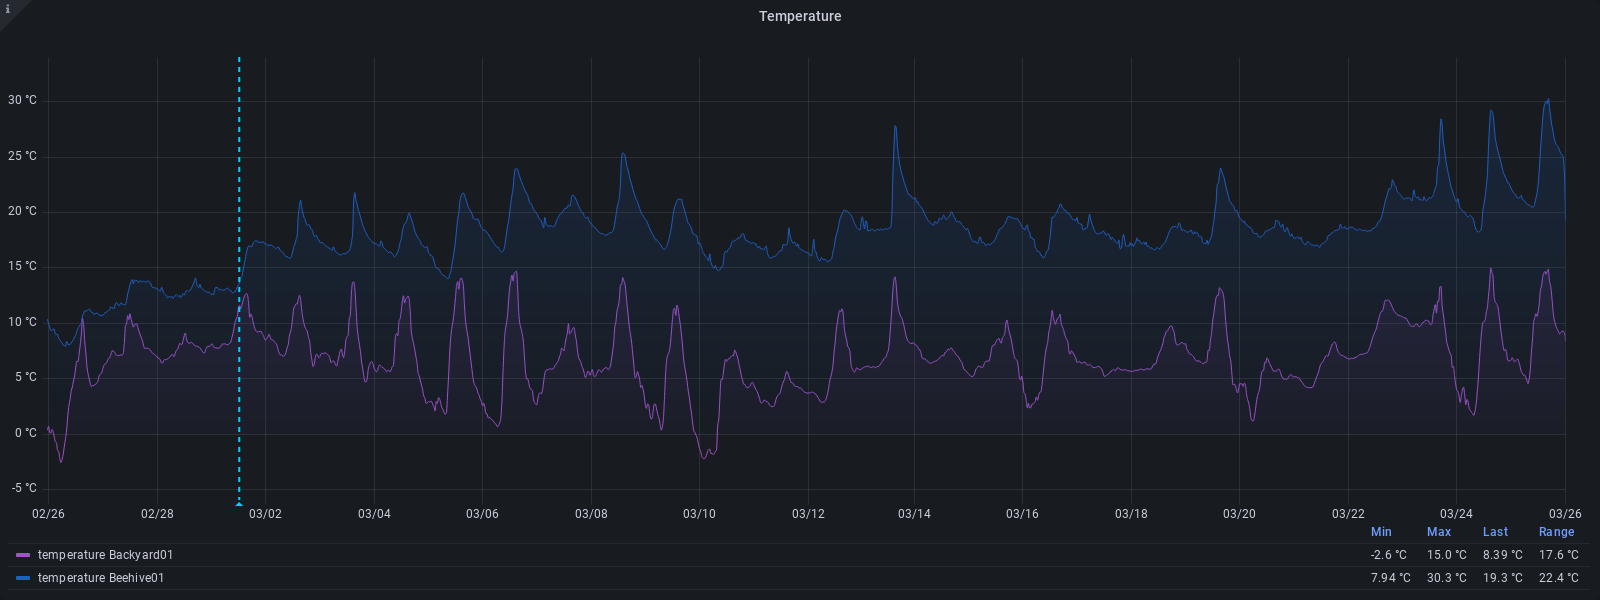 i
Temperature
30 °C
25 °C
20 °C
15 °C
10 °C
5 °C
0 °C
-5 °C
02/26 02/28 03/02 03/04 03/06 03/08 03/10 03/12 03/14 03/16 03/18 03/20 03/22 03/24 03/26
Min Max Last Range
temperature Backyard01 -2.6 °C 15.0 °C 8.39 °C 17.6 °C
temperature Beehive01 7.94 °C 30.3 °C 19.3 °C 22.4 °C